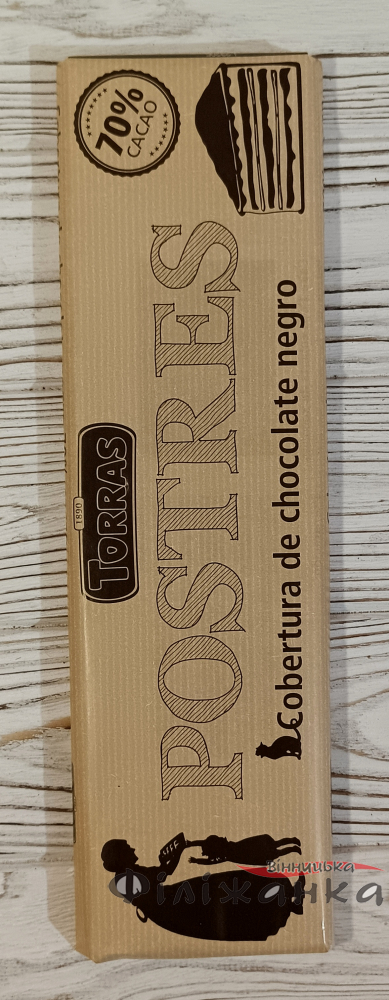 70%
CACAO
1890
TORRAS
POSTRES
Cobertura de chocolate negro
Вінницька
Філіжанка